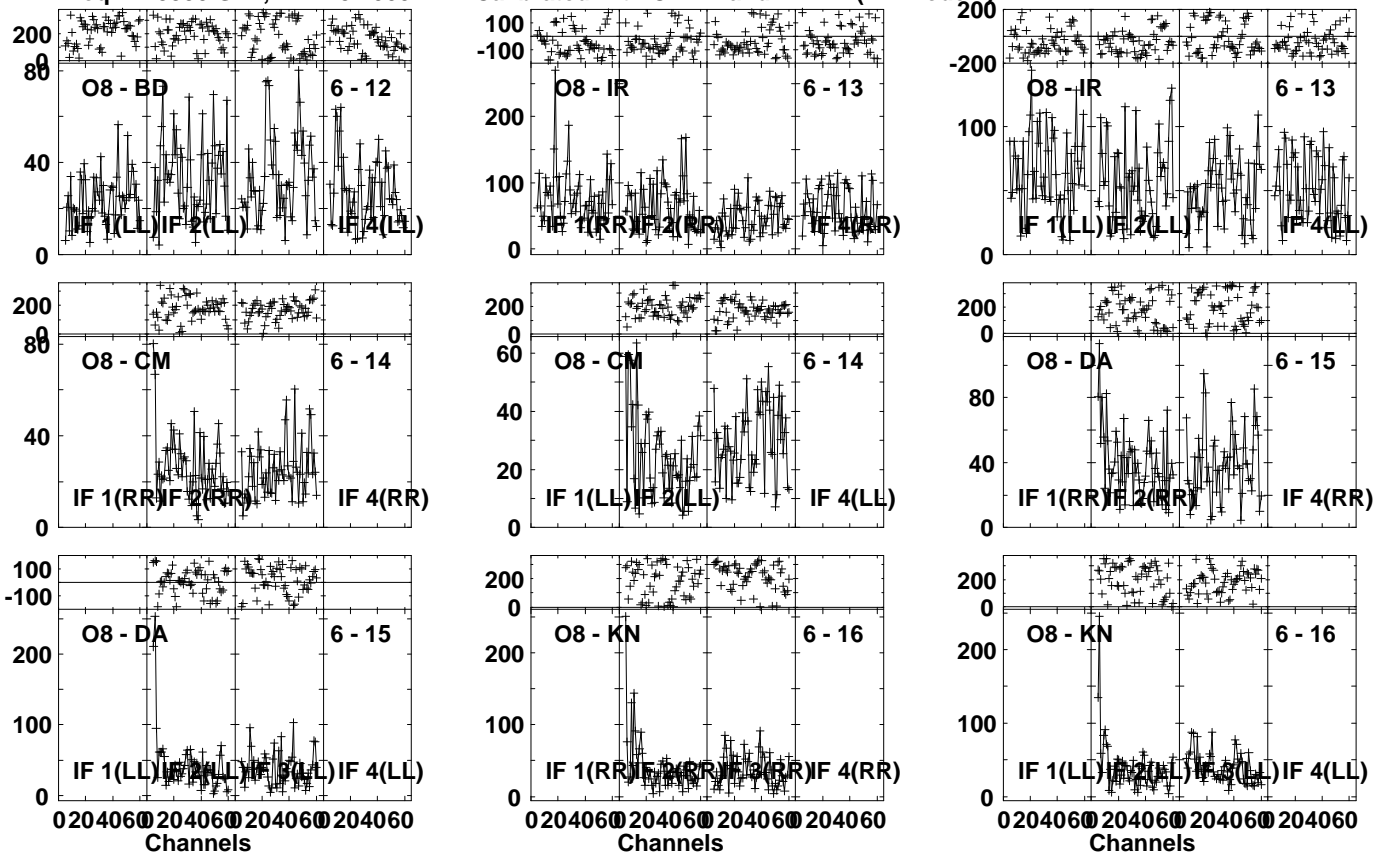 200
0
100
-100
200
-200
80
O8 - BD
6 - 12
40
IF 1(LL)
IF 2(LL)
IF 4(LL)
0
O8 - IR
6 - 13
200
100
IF 1(RR)
IF 2(RR)
IF 4(RR)
0
O8 - IR
6 - 13
100
IF 1(LL)
IF 2(LL)
IF 4(LL)
0
200
0
200
0
200
0
80
O8 - CM
6 - 14
40
IF 1(RR)
IF 2(RR)
IF 4(RR)
0
60
O8 - CM
6 - 14
40
20
IF 1(LL)
IF 2(LL)
IF 4(LL)
0
O8 - DA
6 - 15
80
40
IF 1(RR)
IF 2(RR)
IF 4(RR)
0
100
-100
200
0
200
0
O8 - DA
6 - 15
200
100
IF 1(LL)
IF 2(LL)
IF 3(LL)
IF 4(LL)
0
O8 - KN
6 - 16
200
100
IF 1(RR)
IF 2(RR)
IF 3(RR)
IF 4(RR)
0
O8 - KN
6 - 16
200
100
IF 1(LL)
IF 2(LL)
IF 3(LL)
IF 4(LL)
0
0 20 40 60 0 20 40 60 0 20 40 60 0 20 40 60
0 20 40 60 0 20 40 60 0 20 40 60 0 20 40 60
0 20 40 60 0 20 40 60 0 20 40 60 0 20 40 60
Channels
Channels
Channels